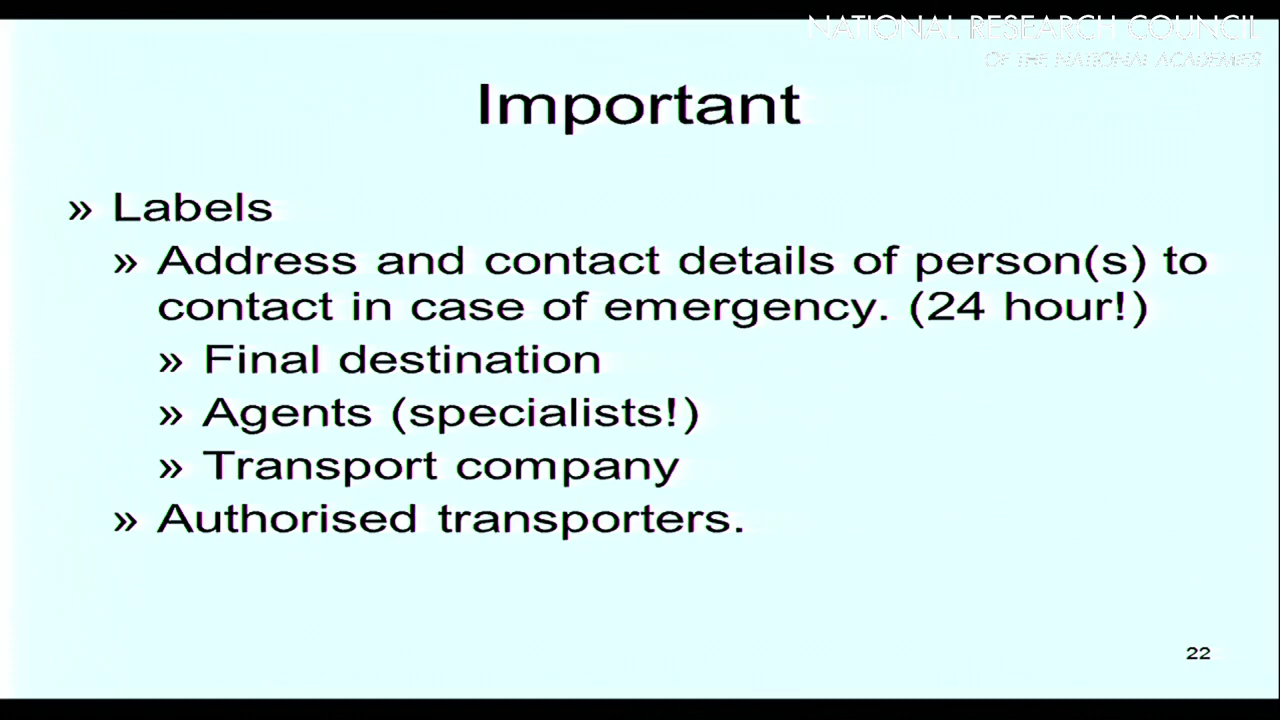 NATIONAL RESEARCH COUNCIL
OF THE NATIONAL ACADEMIES
Important
» Labels
» Address and contact details of person(s) to
contact in case of emergency. (24 hour!)
» Final destination
» Agents (specialists!)
» Transport company
» Authorised transporters.
22